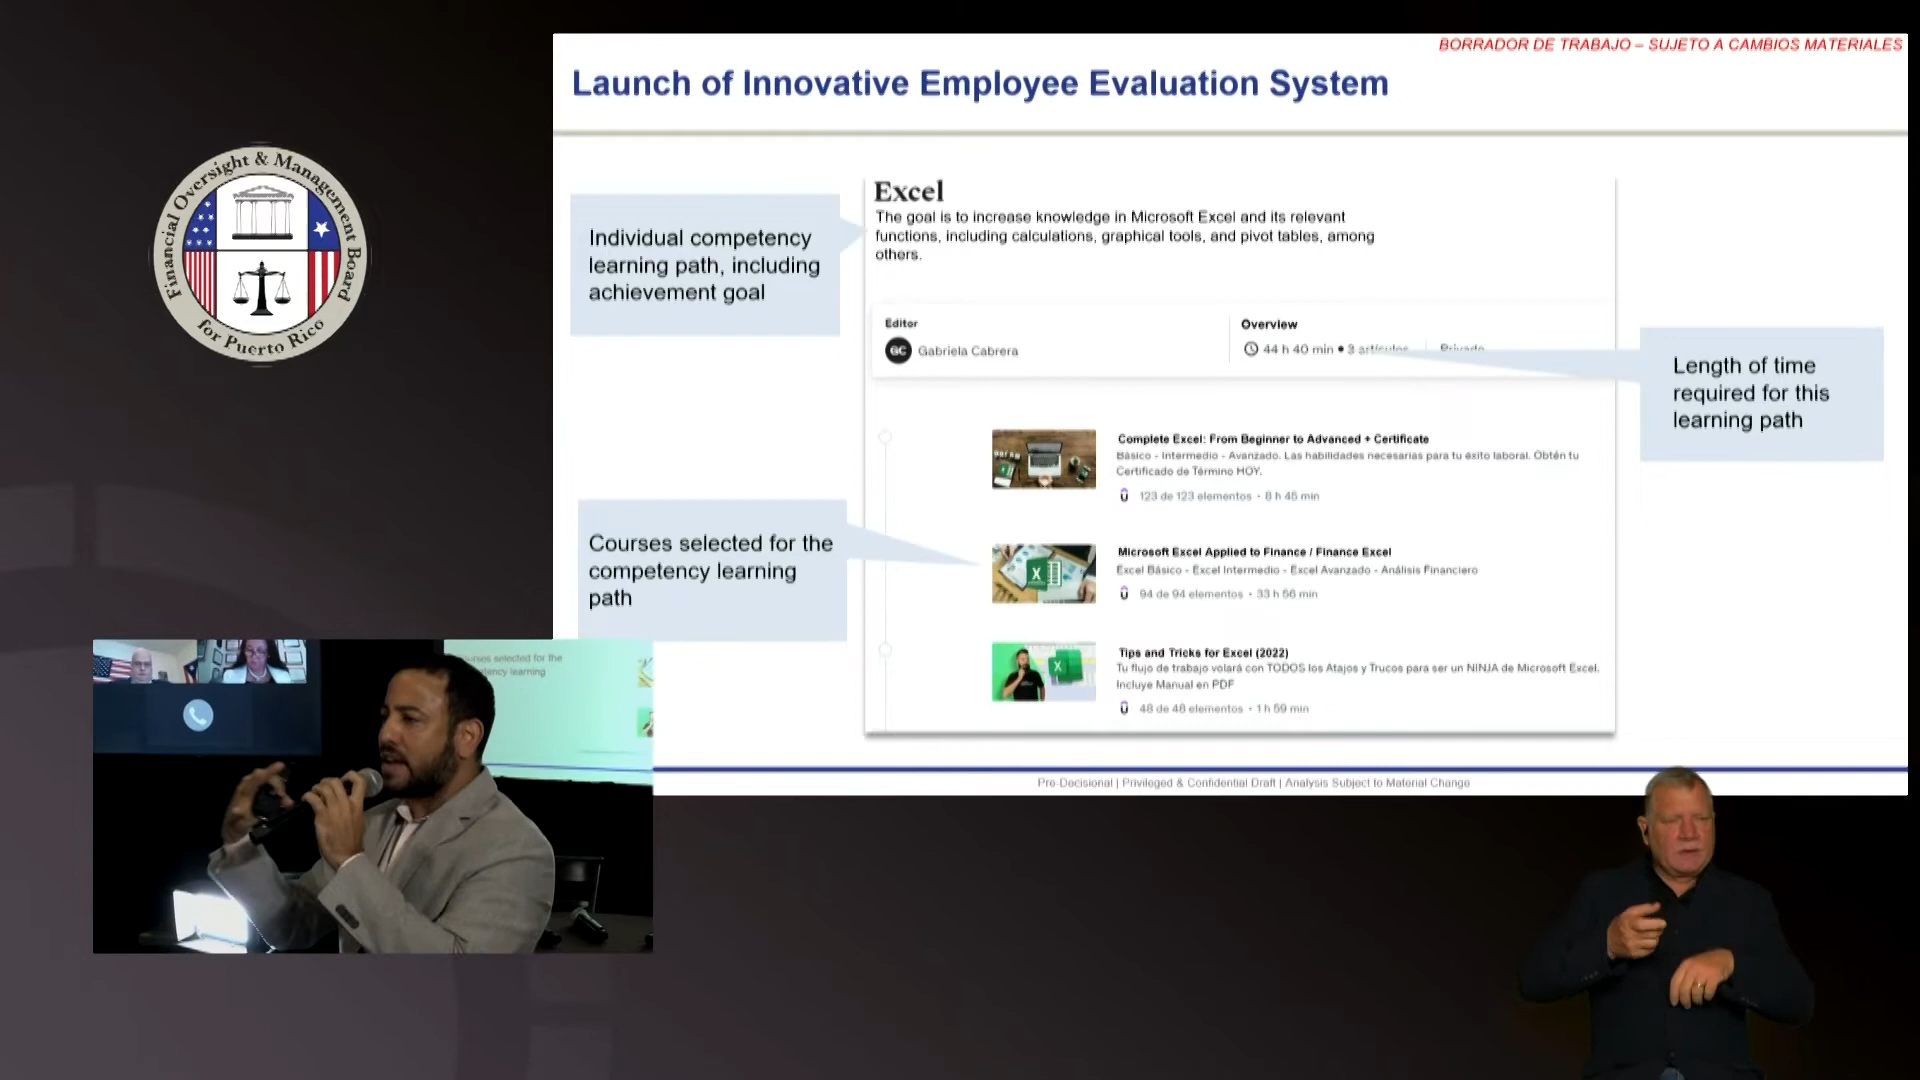 Financial Oversight & Management Board
for Puerto Rico
BORRADOR DE TRABAJO – SUJETO A CAMBIOS MATERIALES
Launch of Innovative Employee Evaluation System
Individual competency
learning path, including
achievement goal
Excel
The goal is to increase knowledge in Microsoft Excel and its relevant
functions, including calculations, graphical tools, and pivot tables, among
others.
Editor
GC Gabriela Cabrera
Overview
44 h 40 min • 3 artículos
Privado
Length of time
required for this
learning path
Complete Excel: From Beginner to Advanced + Certificate
Básico - Intermedio - Avanzado. Las habilidades necesarias para tu éxito laboral. Obtén tu
Certificado de Término HOY.
123 de 123 elementos • 8 h 45 min
Courses selected for the
competency learning
path
Microsoft Excel Applied to Finance / Finance Excel
Excel Básico - Excel Intermedio - Excel Avanzado - Análisis Financiero
94 de 94 elementos • 33 h 56 min
Tips and Tricks for Excel (2022)
Tu flujo de trabajo volará con TODOS los Atajos y Trucos para ser un NINJA de Microsoft Excel.
Incluye Manual en PDF
48 de 48 elementos • 1 h 59 min
selected for the
learning
Pre-Decisional | Privileged & Confidential Draft | Analysis Subject to Material Change